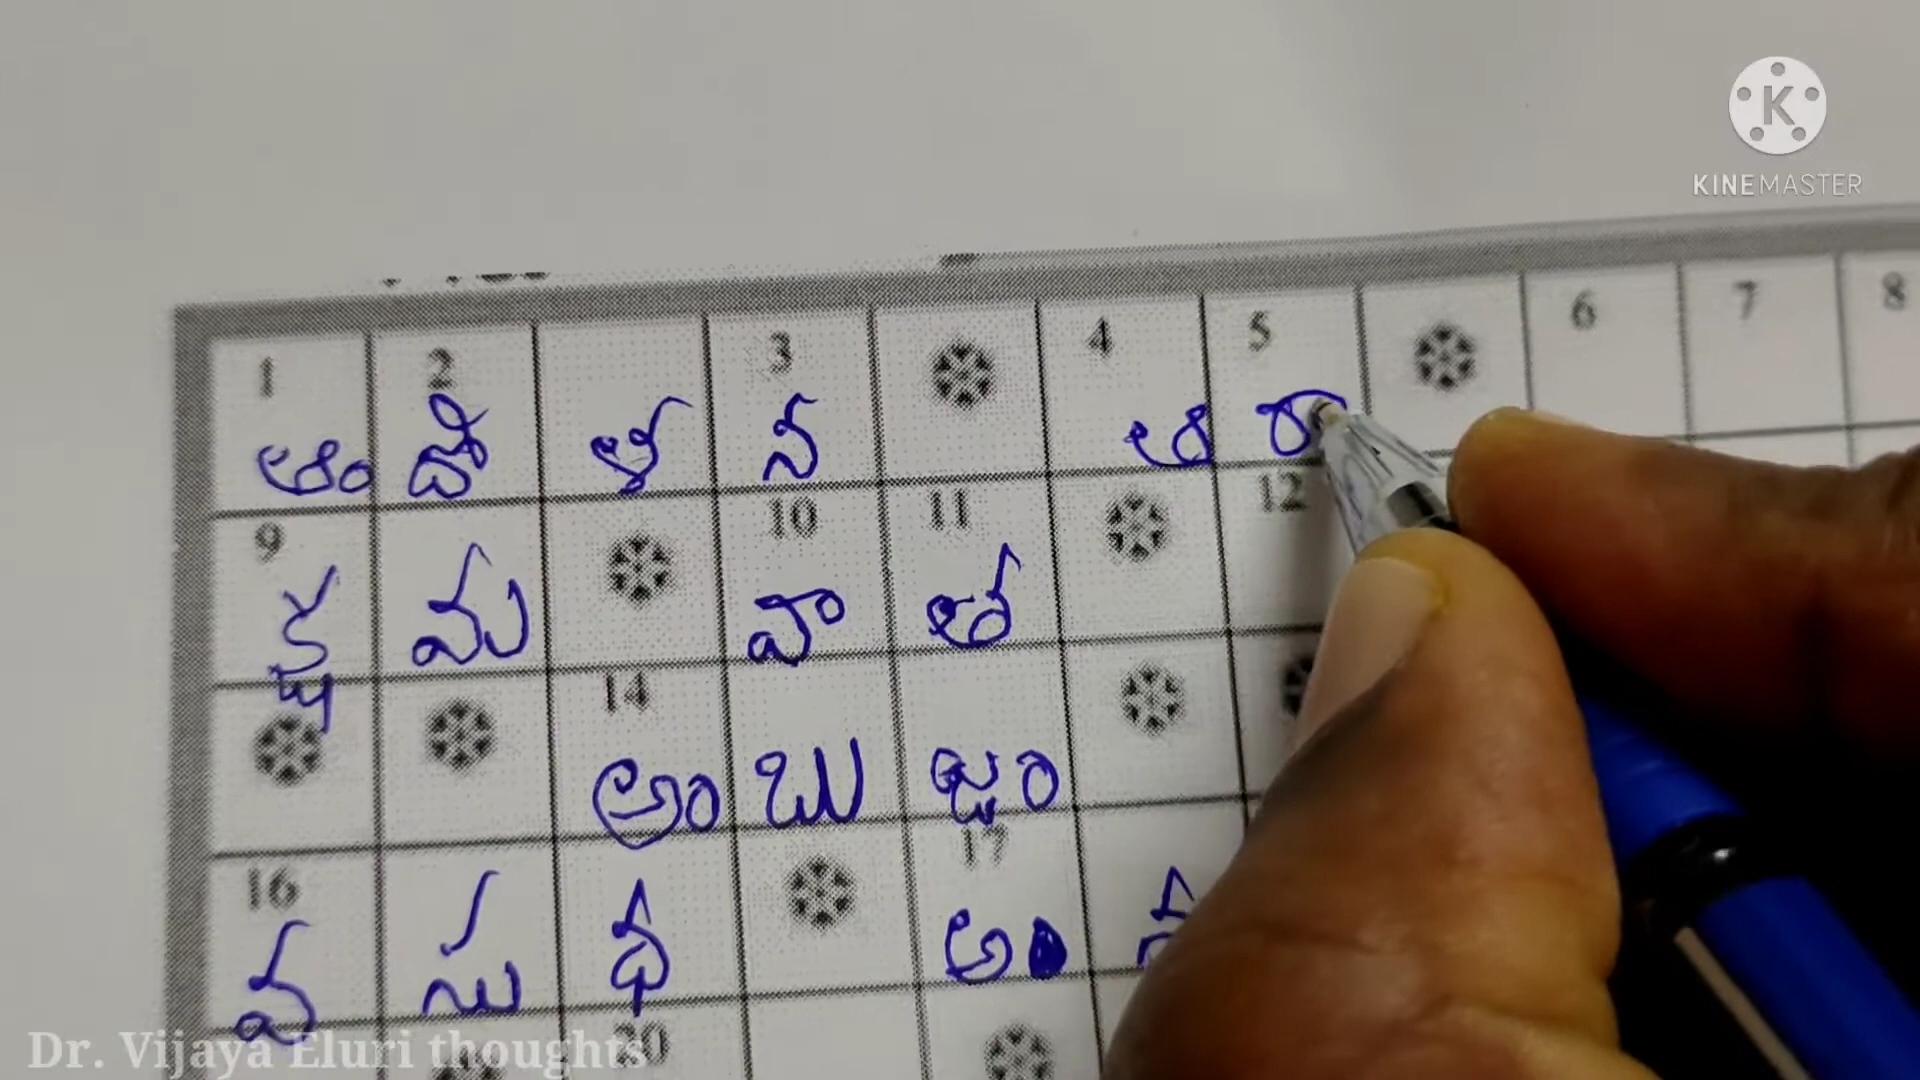 KINEMASTER
1 2 3 4 5 6 7 8
ఆం దో ళ న ఆ రా
9 10 11 12
క్ష మ వా త
14
అం బు జం
16 17
వ సు ధ అ
20
Dr. Vijaya Eluri thoughts